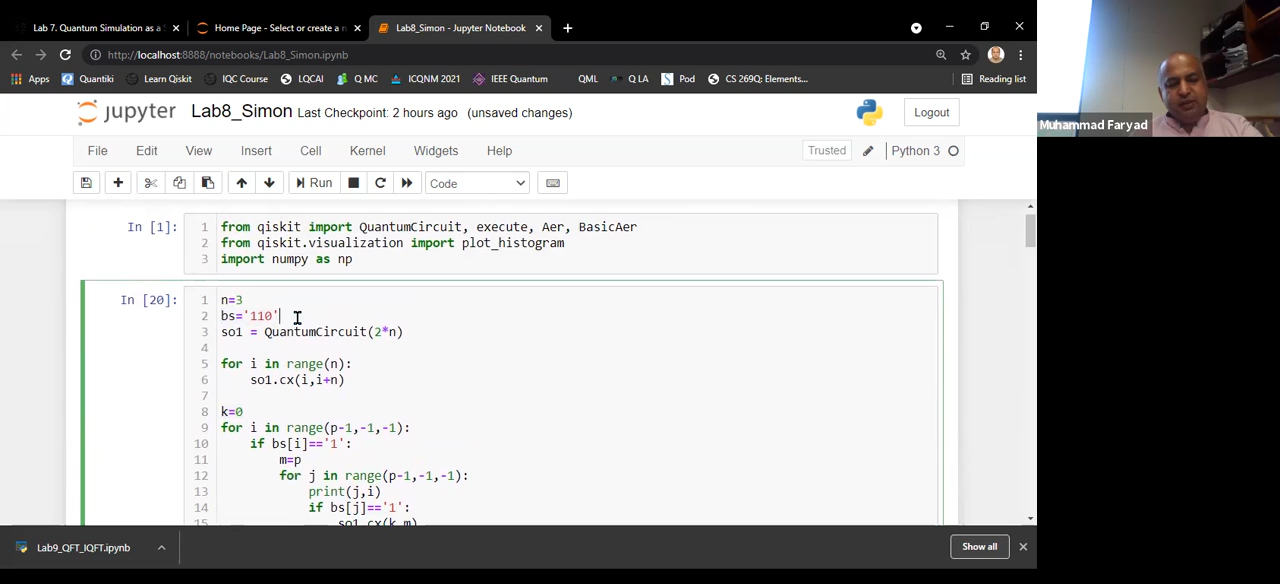 Lab 7. Quantum Simulation as a S
Home Page - Select or create a n
Lab8_Simon - Jupyter Notebook
http://localhost:8888/notebooks/Lab8_Simon.ipynb
Apps Quantiki Learn Qiskit IQC Course LQCAI Q MC ICQNM 2021 IEEE Quantum QML Q LA Pod CS 269Q: Elements... Reading list
jupyter Lab8_Simon Last Checkpoint: 2 hours ago (unsaved changes) Logout
File Edit View Insert Cell Kernel Widgets Help Trusted Python 3
Run Code
In [1]:
1 from qiskit import QuantumCircuit, execute, Aer, BasicAer
2 from qiskit.visualization import plot_histogram
3 import numpy as np
In [20]:
1 n=3
2 bs='110'
3 so1 = QuantumCircuit(2*n)
4
5 for i in range(n):
6 so1.cx(i,i+n)
7
8 k=0
9 for i in range(p-1,-1,-1):
10 if bs[i]=='1':
11 m=p
12 for j in range(p-1,-1,-1):
13 print(j,i)
14 if bs[j]=='1':
15 so1.cx(k,m)
Lab9_QFT_IQFT.ipynb
Show all
Muhammad Faryad